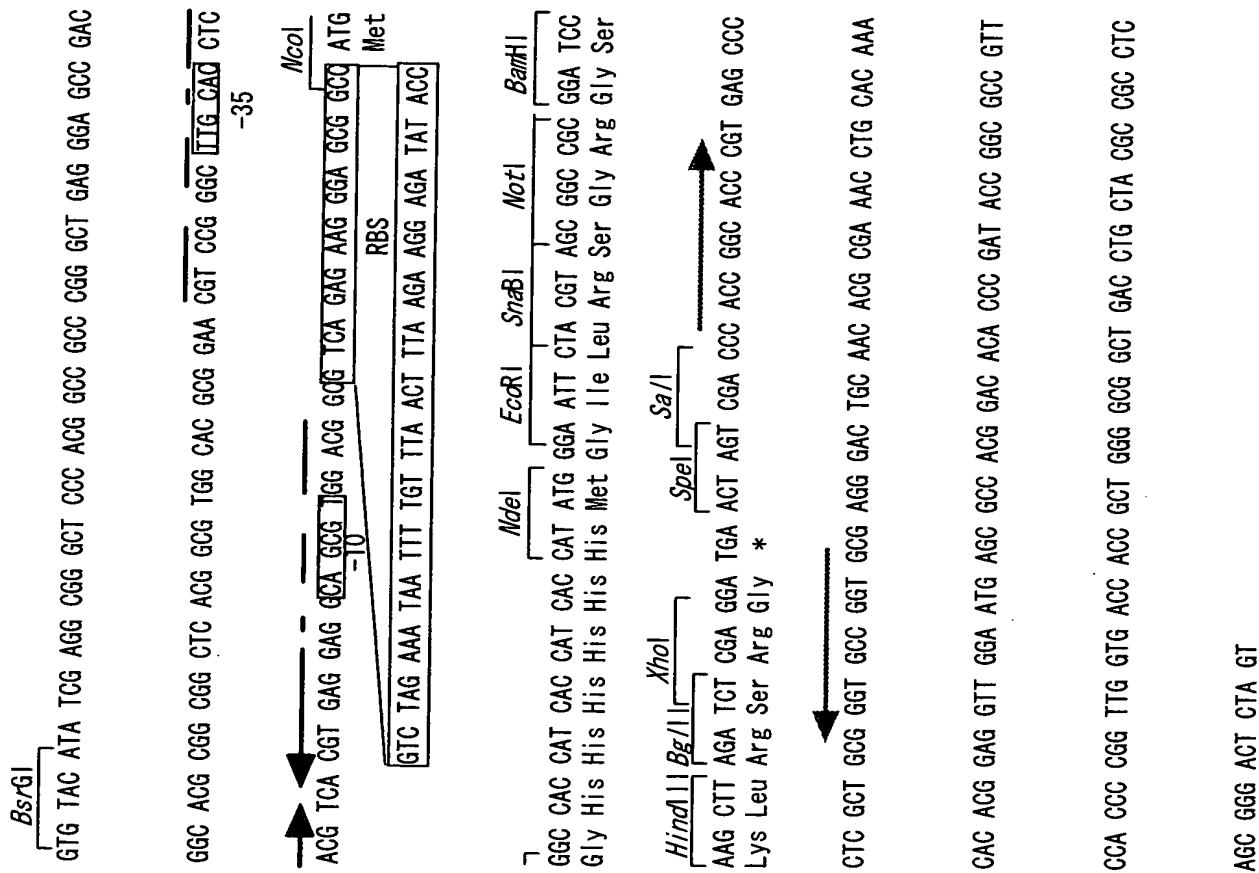 BsrGI
GTG TAC ATA TCG AGG CGG GCT CCC ACG GCC GCC CGG GCT GAG GGA GCC GAC
GGC ACG CGG CGG CTC ACG GCG TGG CAC GCG GAA CGT CCG GGC TTG CAC CTC
-35
NcoI
ACG TCA CGT GAG GAG GCA GCG TGG ACG GCG TCA GAG AAG GGA GCG GCC ATG
-10 Met
RBS
GTC TAG AAA TAA TTT TGT TTA ACT TTA AGA AGG AGA TAT ACC
NdeI EcoRI SnaBI NotI BamHI
GGC CAC CAT CAC CAC CAT CAC CAT ATG GGA ATT CTA CGT AGC GGC CGC GGA TCC
Gly His His His His His His His Met Gly Ile Leu Arg Ser Gly Arg Gly Ser
HindIII BglII XhoI SpeI SalI
AAG CTT AGA TCT CGA GGA TGA ACT AGT CGA CCC ACC GGC ACC CGT GAG CCC
Lys Leu Arg Ser Arg Gly *
CTC GCT GCG GGT GCC GGT GCG AGG GAC TGC AAC ACG CGA AAC CTG CAC AAA
CAC ACG GAG GTT GGA ATG AGC GCC ACG GAC ACA CCC GAT ACC GGC GCC GTT
CCA CCC CGG TTG GTG ACC ACC GCT GGG GCG GCT GAC CTG CTA CGC CGC CTC
AGC GGG ACT CTA GT